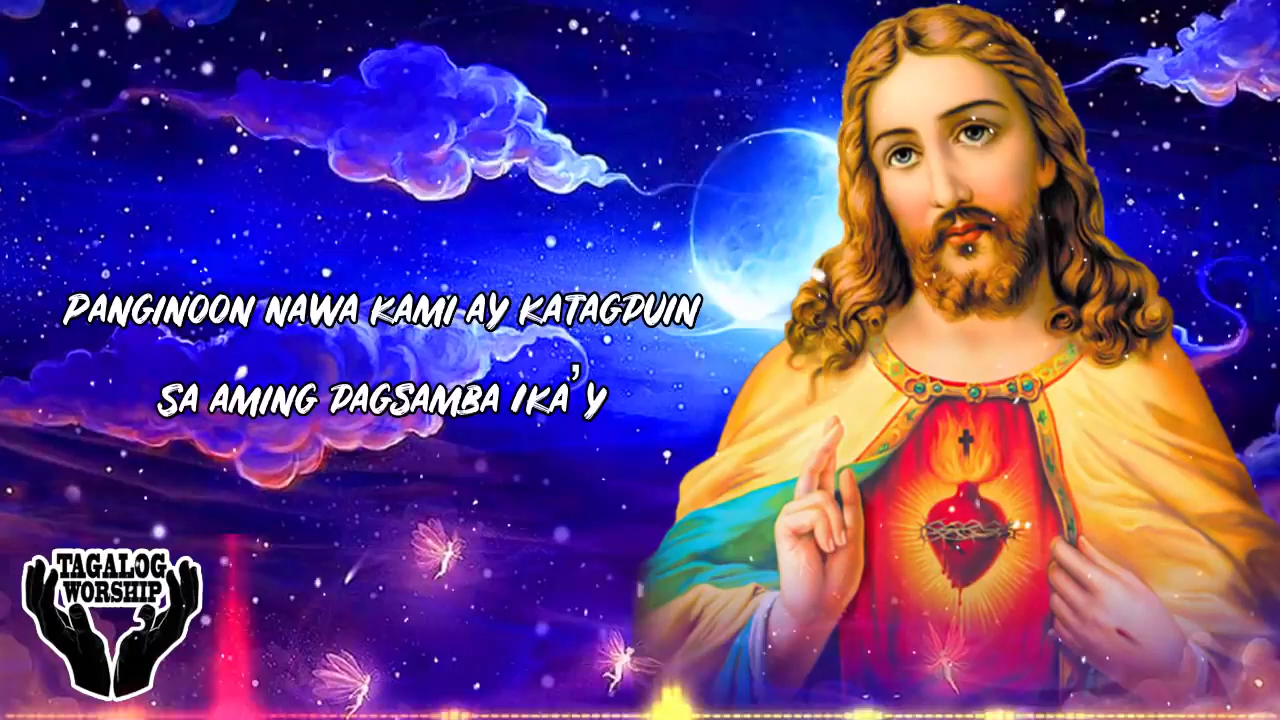 PANGINOON NAWA KAMI AY KATAGPUIN
SA AMING PAGSAMBA IKA'Y
TAGALOG
WORSHIP